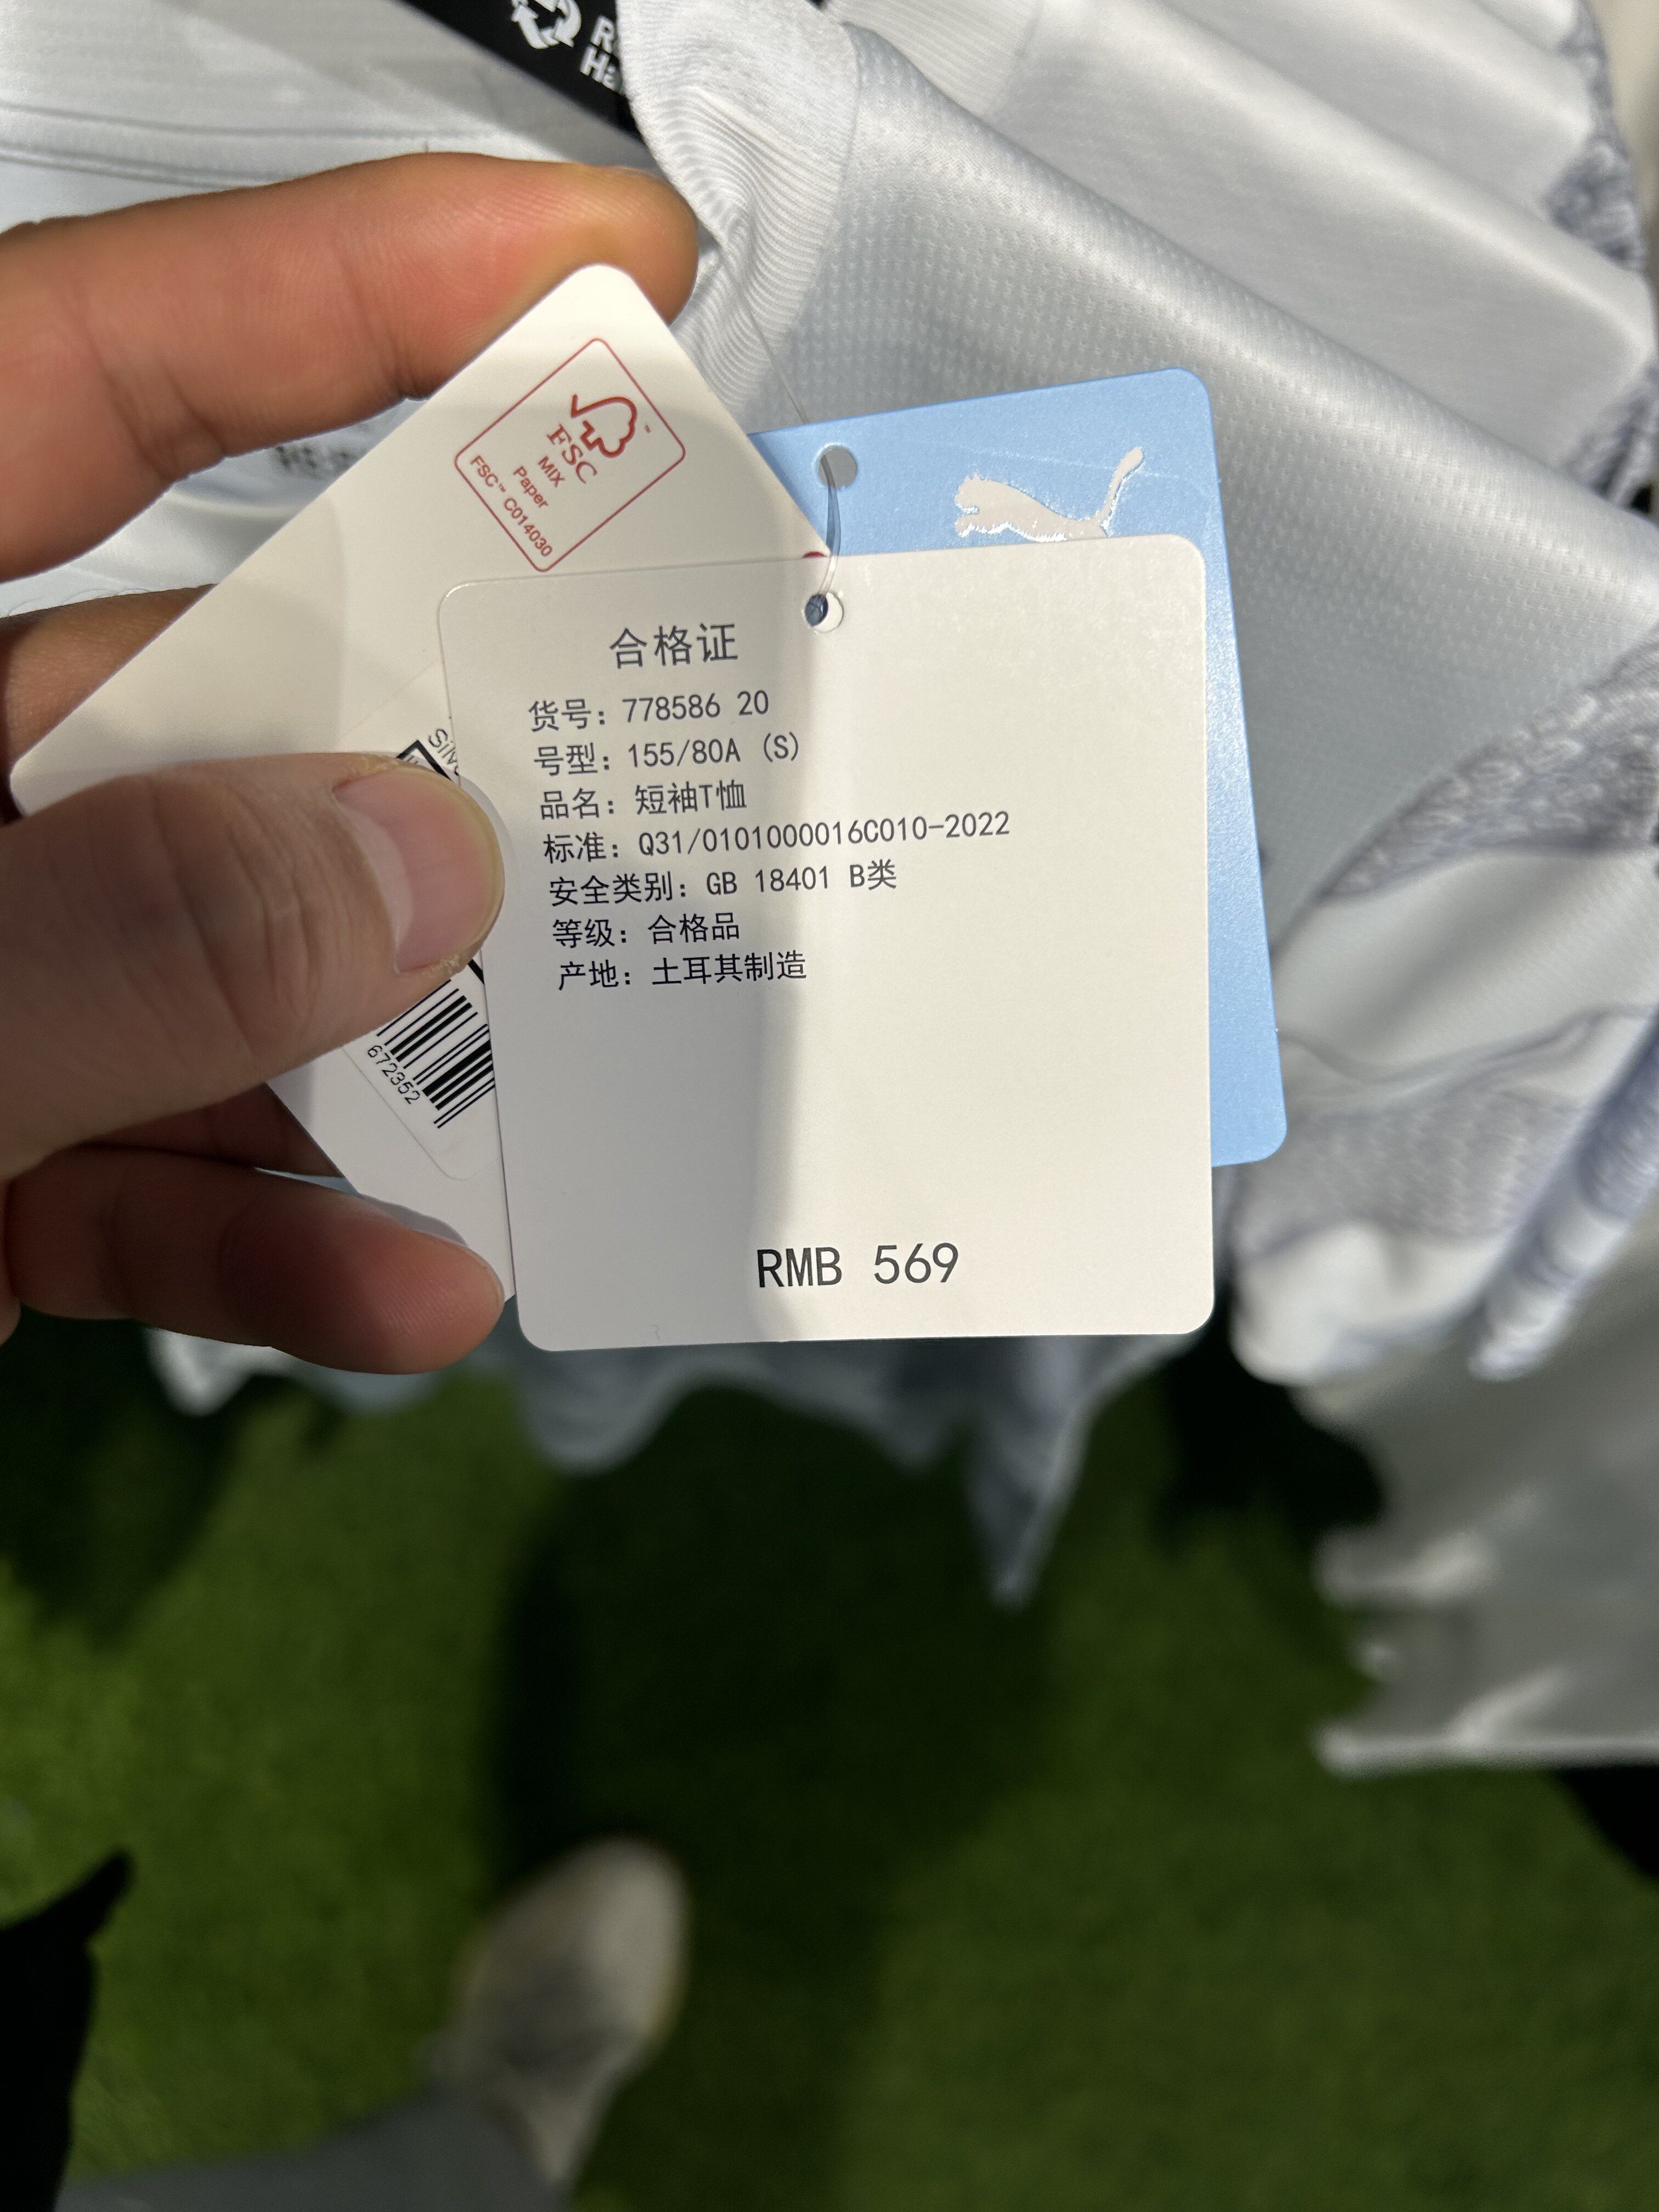 FSC™
MIX
Paper
FSC™ C014030
合格证
货号：778586 20
号型：155/80A (S)
品名：短袖T恤
标准：Q31/0101000016C010-2022
安全类别：GB 18401 B类
等级：合格品
产地：土耳其制造
672352
RMB 569